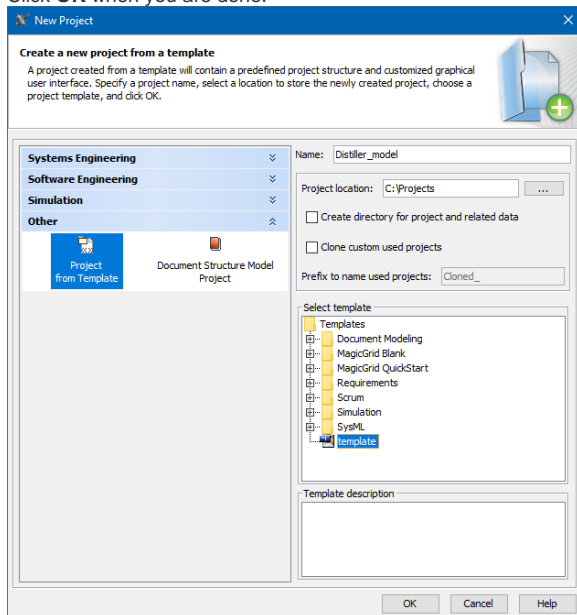 Click OK when you are done.
New Project
Create a new project from a template
A project created from a template will contain a predefined project structure and customized graphical
user interface. Specify a project name, select a location to store the newly created project, choose a
project template, and click OK.
Systems Engineering
Software Engineering
Simulation
Other
Project
from Template
Document Structure Model
Project
Name: Distiller_model
Project location: C:\Projects ...
Create directory for project and related data
Clone custom used projects
Prefix to name used projects: Cloned_
Select template
Templates
Document Modeling
MagicGrid Blank
MagicGrid QuickStart
Requirements
Scrum
Simulation
SysML
template
Template description
OK Cancel Help